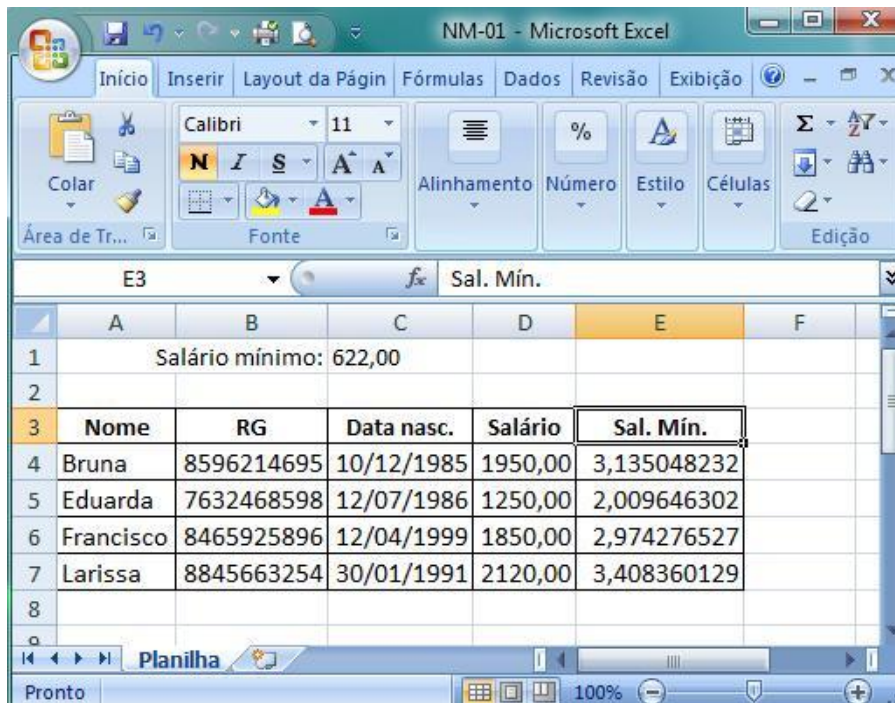 NM-01 - Microsoft Excel
Início Inserir Layout da Págin Fórmulas Dados Revisão Exibição
Colar
Calibri 11
N I S A A
A
Alinhamento
%
Número
Estilo
Células
Σ
Área de Tr... Fonte Edição
E3 fx Sal. Mín.
A B C D E F
1 Salário mínimo: 622,00
2
3 Nome RG Data nasc. Salário Sal. Mín.
4 Bruna 8596214695 10/12/1985 1950,00 3,135048232
5 Eduarda 7632468598 12/07/1986 1250,00 2,009646302
6 Francisco 8465925896 12/04/1999 1850,00 2,974276527
7 Larissa 8845663254 30/01/1991 2120,00 3,408360129
8
9
Planilha
Pronto 100%